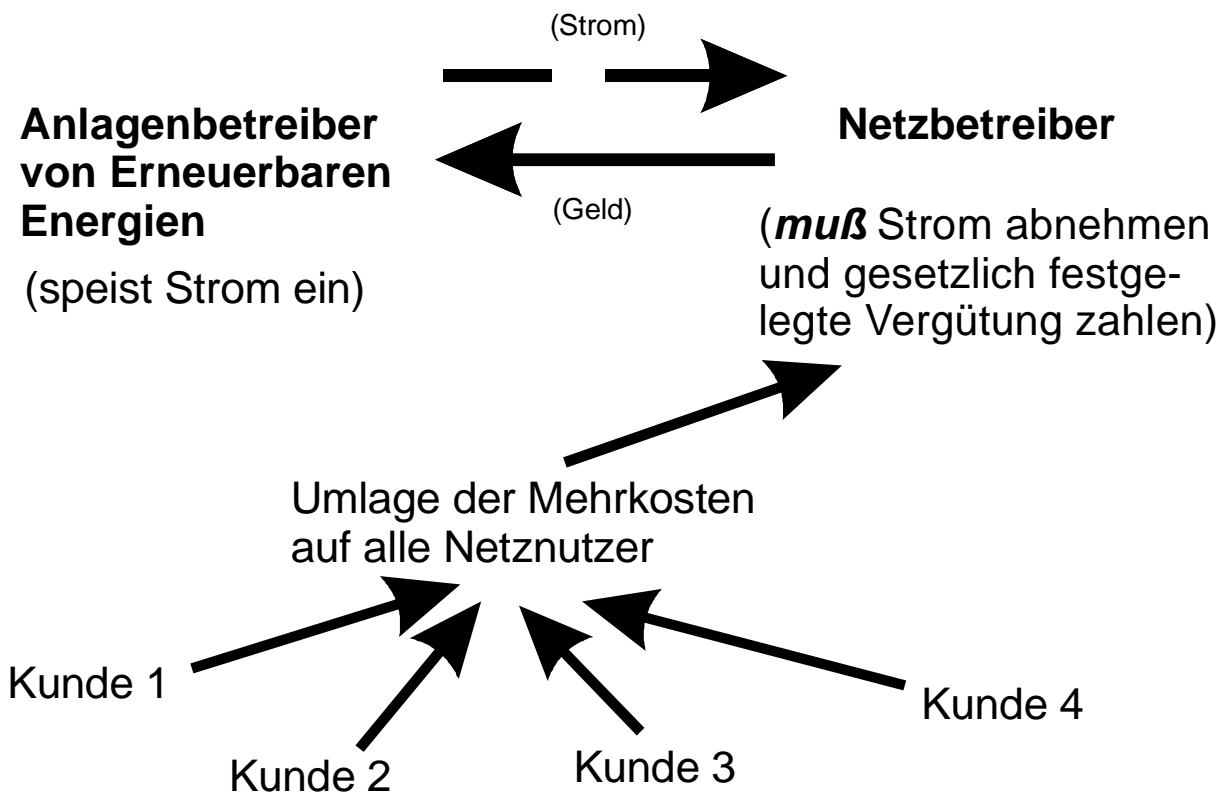 (Strom)
Anlagenbetreiber
von Erneuerbaren
Energien
(speist Strom ein)
Netzbetreiber
(Geld)
(muß Strom abnehmen
und gesetzlich festge-
legte Vergütung zahlen)
Umlage der Mehrkosten
auf alle Netznutzer
Kunde 1
Kunde 2
Kunde 3
Kunde 4